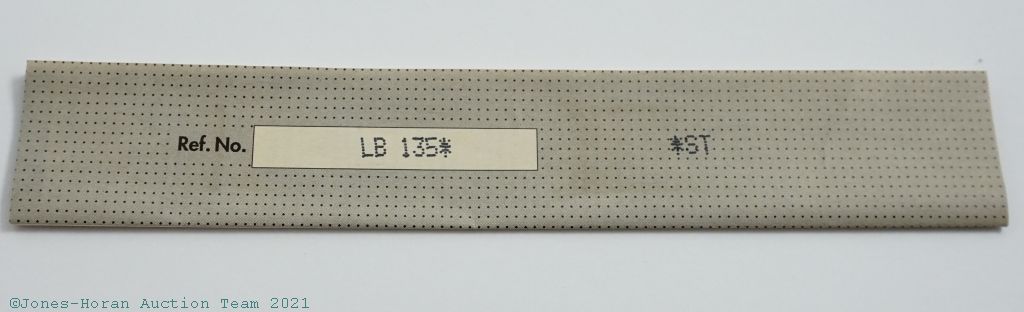 Ref. No. LB 135* *ST
©Jones-Horan Auction Team 2021